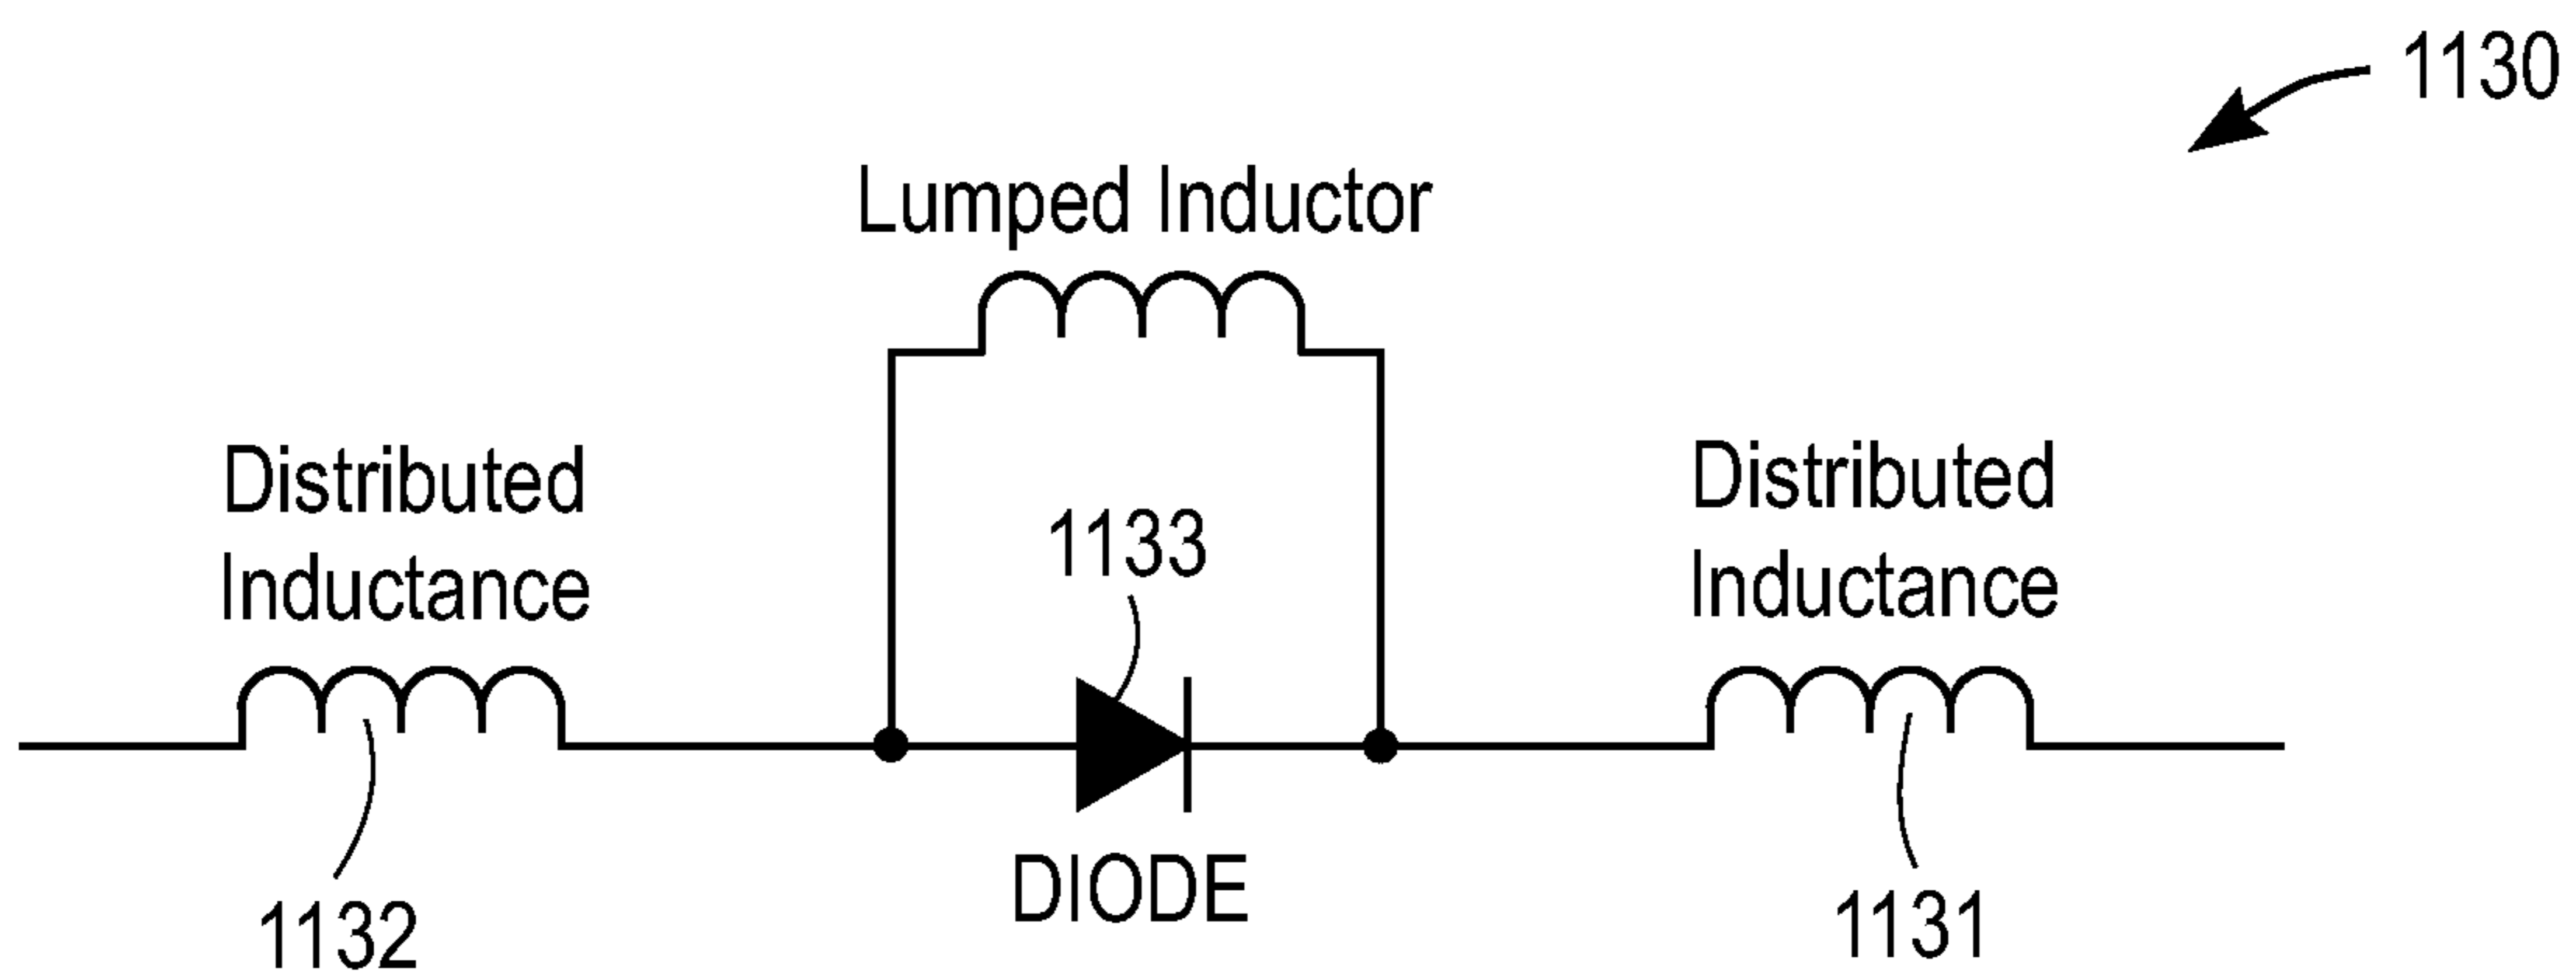 1130
Lumped Inductor
Distributed
Inductance
1133
Distributed
Inductance
DIODE
1132
1131